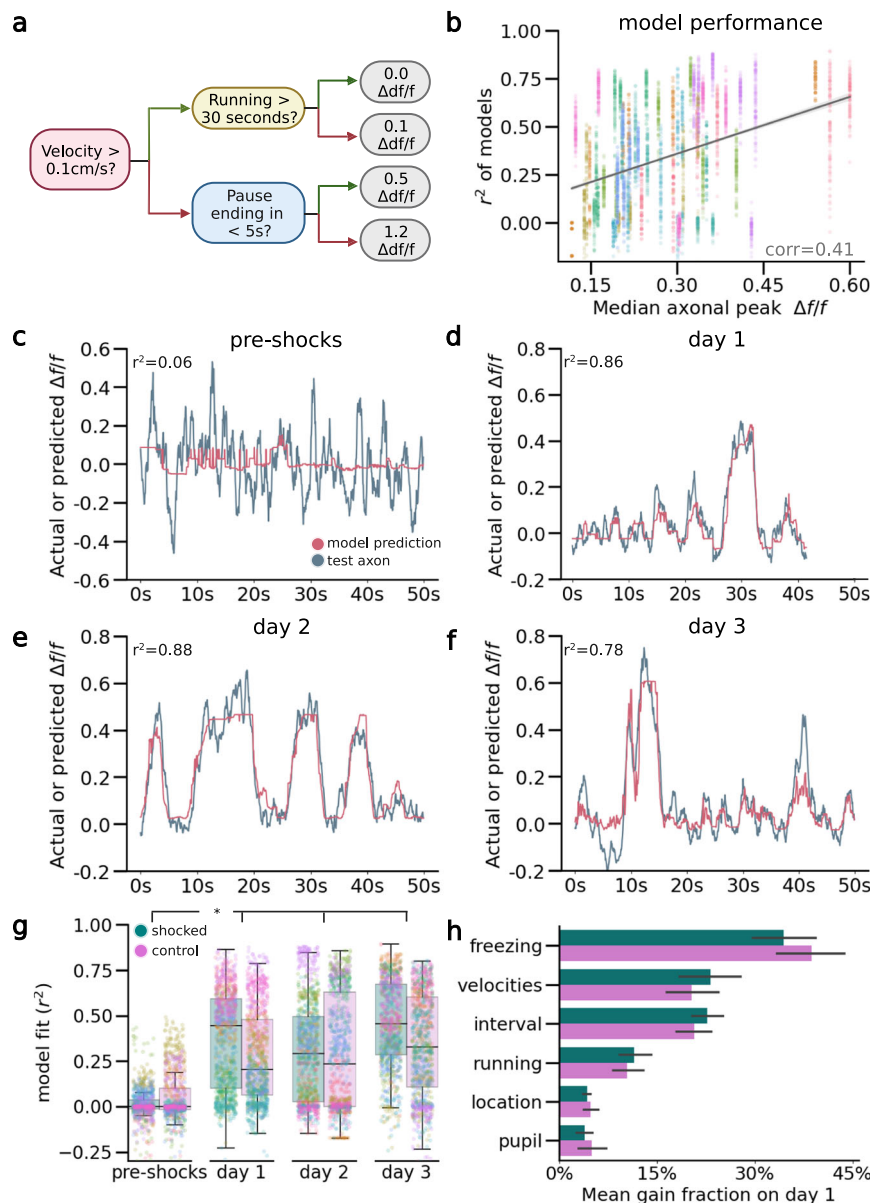 a
Velocity >
0.1cm/s?
Running >
30 seconds?
Pause
ending in
< 5s?
0.0
Δdf/f
0.1
Δdf/f
0.5
Δdf/f
1.2
Δdf/f
b
model performance
r² of models
1.00
0.75
0.50
0.25
0.00
corr=0.41
0.15 0.30 0.45 0.60
Median axonal peak Δf/f
c
pre-shocks
r²=0.06
Actual or predicted Δf/f
0.6
0.4
0.2
0.0
-0.2
-0.4
-0.6
model prediction
test axon
0s 10s 20s 30s 40s 50s
d
day 1
r²=0.86
Actual or predicted Δf/f
0.8
0.6
0.4
0.2
0.0
-0.2
0s 10s 20s 30s 40s 50s
e
day 2
r²=0.88
Actual or predicted Δf/f
0.8
0.6
0.4
0.2
0.0
-0.2
0s 10s 20s 30s 40s 50s
f
day 3
r²=0.78
Actual or predicted Δf/f
0.8
0.6
0.4
0.2
0.0
-0.2
0s 10s 20s 30s 40s 50s
g
*
shocked
control
model fit (r²)
1.00
0.75
0.50
0.25
0.00
−0.25
pre-shocks day 1 day 2 day 3
h
freezing
velocities
interval
running
location
pupil
0% 15% 30% 45%
Mean gain fraction on day 1